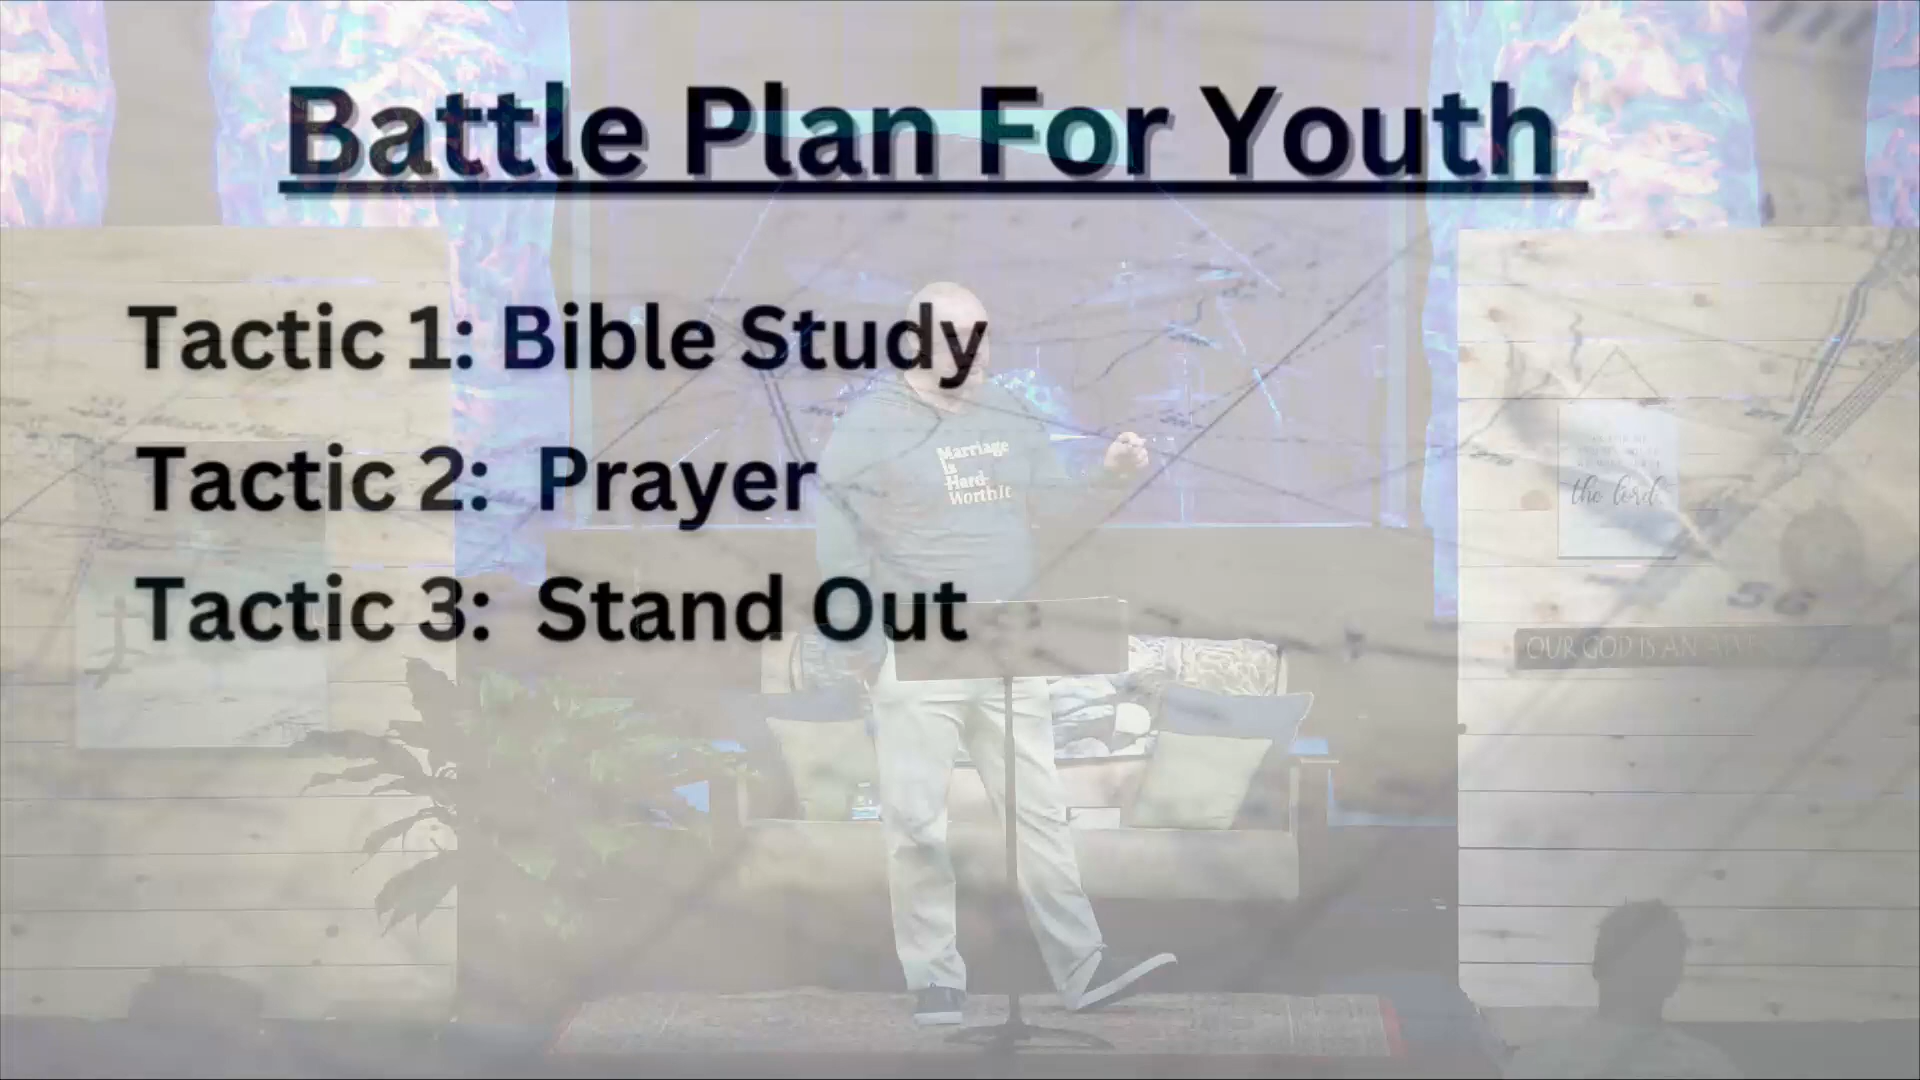 Battle Plan For Youth
Tactic 1: Bible Study
Tactic 2: Prayer
Tactic 3: Stand Out
Marriage
is
Hard
Worth It
the lord.
56
OUR GOD IS AN